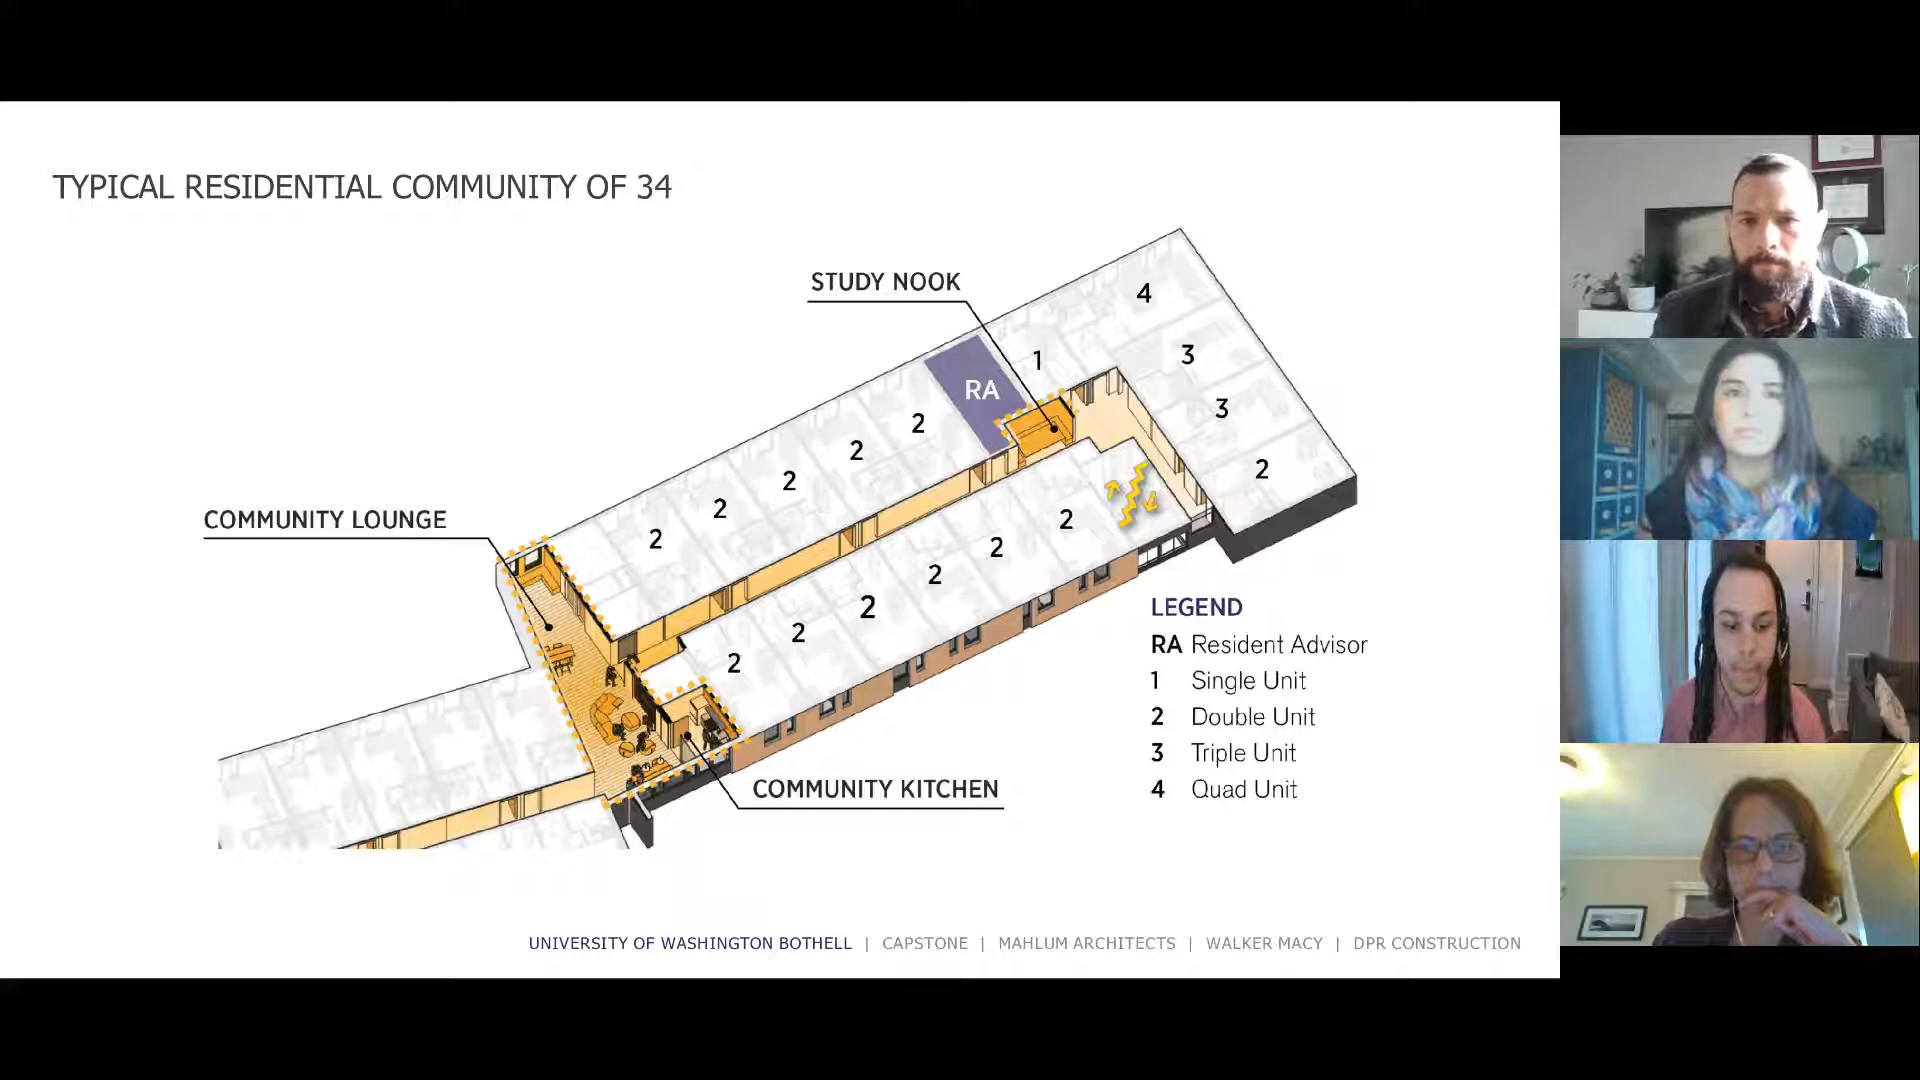 TYPICAL RESIDENTIAL COMMUNITY OF 34
STUDY NOOK
4
3
1
RA
3
2
2
2
2
2
2
2
2
2
2
2
2
COMMUNITY LOUNGE
COMMUNITY KITCHEN
LEGEND
RA Resident Advisor
1 Single Unit
2 Double Unit
3 Triple Unit
4 Quad Unit
UNIVERSITY OF WASHINGTON BOTHELL | CAPSTONE | MAHLUM ARCHITECTS | WALKER MACY | DPR CONSTRUCTION